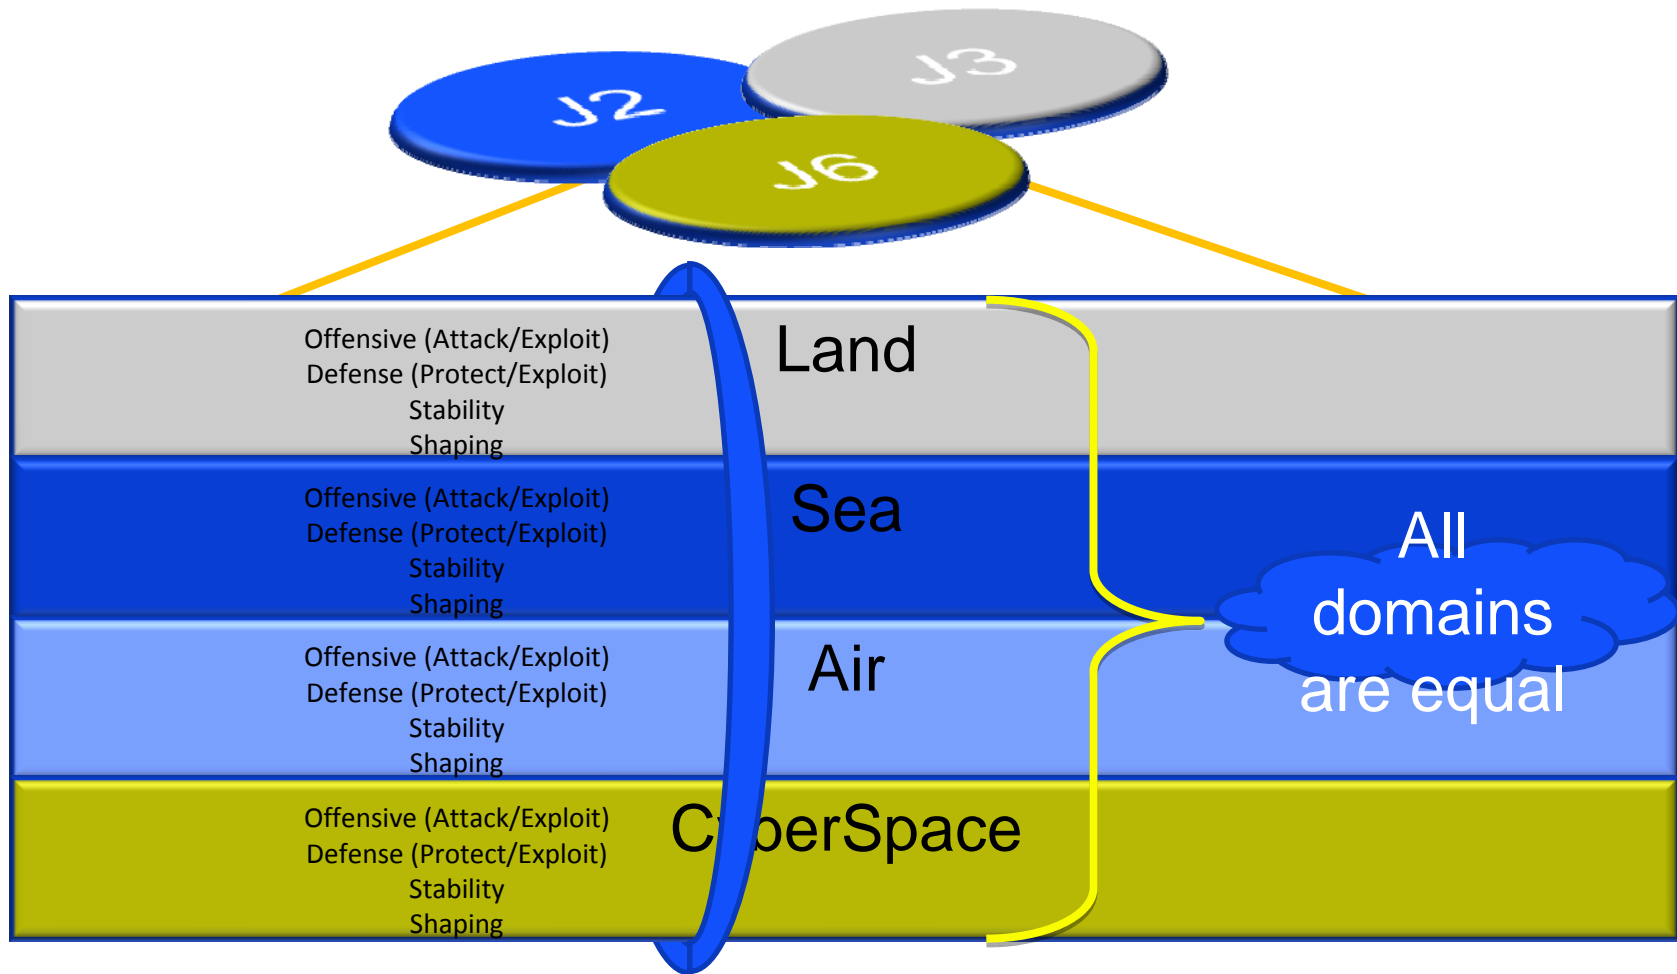 J2
J3
J6
Offensive (Attack/Exploit)
Defense (Protect/Exploit)
Stability
Shaping
Land
Offensive (Attack/Exploit)
Defense (Protect/Exploit)
Stability
Shaping
Sea
Offensive (Attack/Exploit)
Defense (Protect/Exploit)
Stability
Shaping
Air
Offensive (Attack/Exploit)
Defense (Protect/Exploit)
Stability
Shaping
CyberSpace
All
domains
are equal